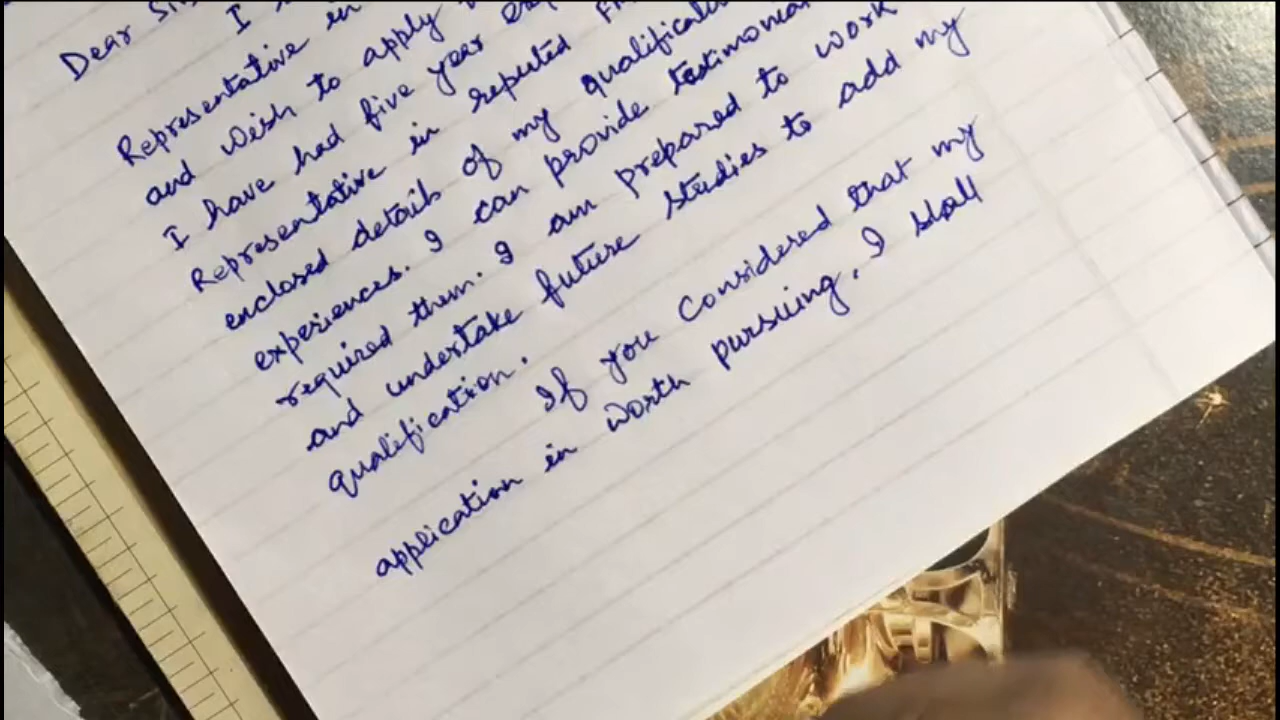 Dear
I
Representative in
and wish to apply
I have had five year
Representative in reputed
enclosed details of my
experiences. I can provide testimonial
required them. I am prepared to work
and undertake future studies to add my
qualification.
If you considered that my
application in worth pursuing, I shall